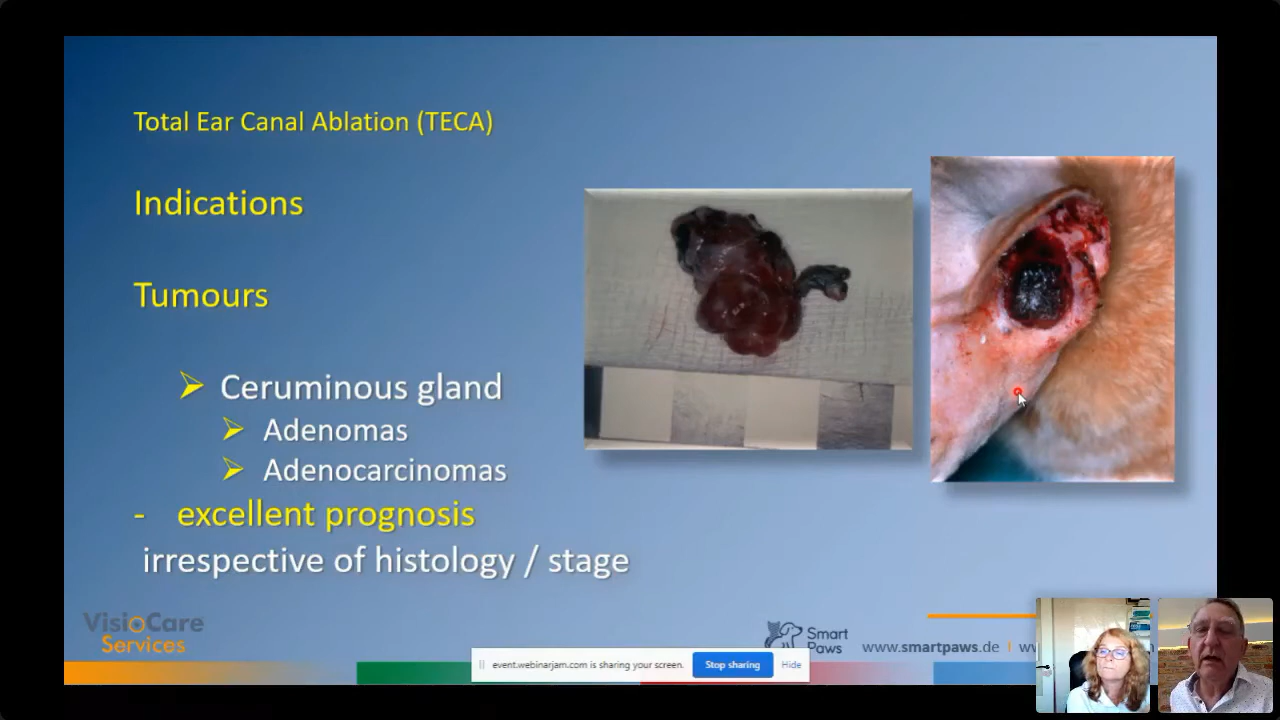 Total Ear Canal Ablation (TECA)
Indications
Tumours
Ceruminous gland
Adenomas
Adenocarcinomas
- excellent prognosis
irrespective of histology / stage
VisioCare
Services
Smart
Paws
www.smartpaws.de
event.webinarjam.com is sharing your screen.
Stop sharing
Hide